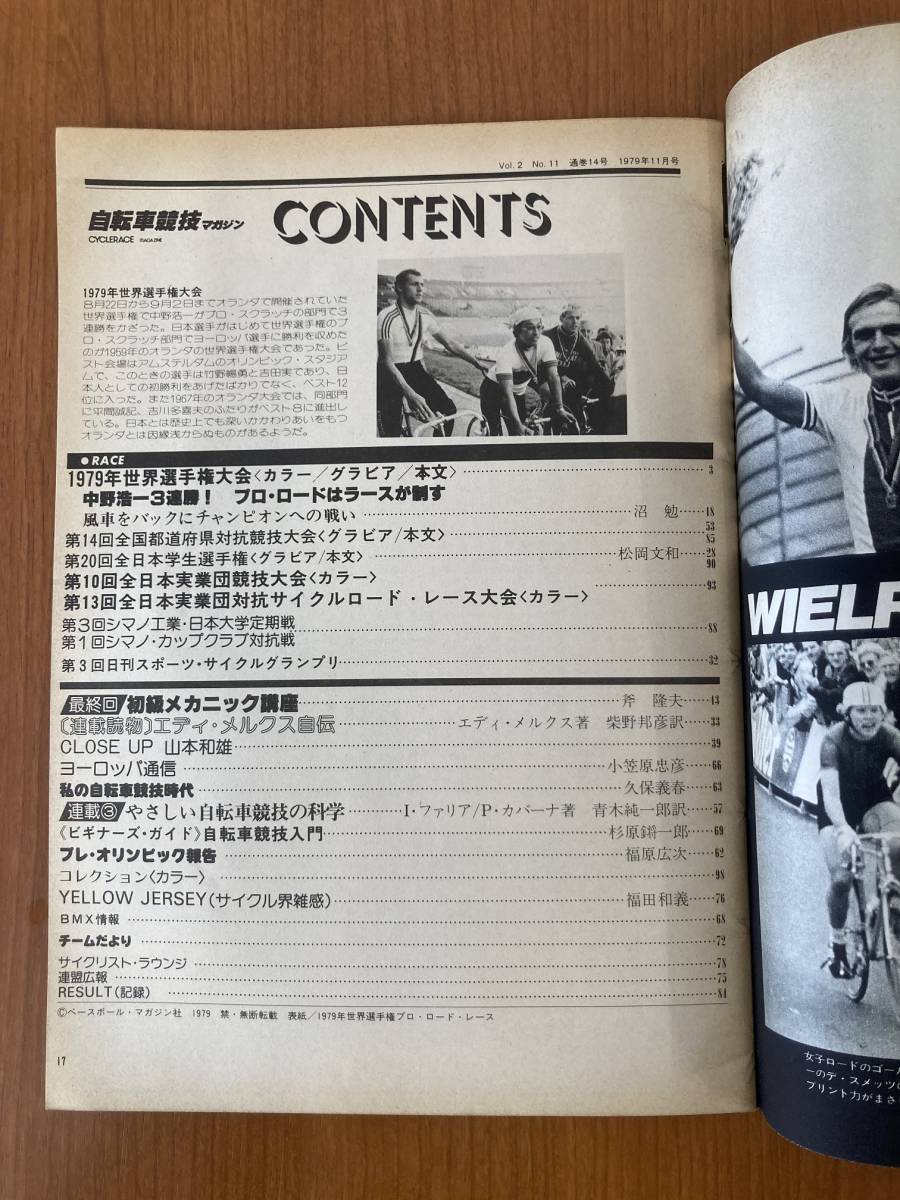 Vol. 2 No. 11 通巻14号 1979年11月号
自転車競技マガジン
CYCLERACE MAGAZINE
CONTENTS
1979年世界選手権大会
8月22日から9月2日までオランダで開催されていた
世界選手権で中野浩一がプロ・スクラッチの部門で3
連勝をかざった。日本選手がはじめて世界選手権のプ
ロ・スクラッチ部門でヨーロッパ選手に勝利を収めた
のが1959年のオランダの世界選手権大会であった。ピ
スト会場はアムステルダムのオリンピック・スタジア
ムで、このときの選手は竹野暢勇と吉田実であり、日
本人としての初勝利をあげたばかりでなく、ベスト12
位に入った。また1967年のオランダ大会では、同部門
に平間誠記、吉川多喜夫のふたりがベスト8に進出し
ている。日本とは歴史上でも深いかかわりあいをもつ
オランダとは因縁浅からぬものがあるようだ。
●RACE
1979年世界選手権大会〈カラー/グラビア/本文〉 3
中野浩一3連勝! プロ・ロードはラースが制す
風車をバックにチャンピオンへの戦い 沼 勉 18
第14回全国都道府県対抗競技大会〈グラビア/本文〉 53 85
第20回全日本学生選手権〈グラビア/本文〉 松岡文和 28 90
第10回全日本実業団競技大会〈カラー〉
第13回全日本実業団対抗サイクルロード・レース大会〈カラー〉 93
第3回シマノ工業・日本大学定期戦
第1回シマノ・カップクラブ対抗戦 88
第3回日刊スポーツ・サイクルグランプリ 32
最終回 初級メカニック講座 斧 隆夫 43
〔連載読物〕エディ・メルクス自伝 エディ・メルクス著 柴野邦彦訳 33
CLOSE UP 山本和雄 39
ヨーロッパ通信 小笠原忠彦 66
私の自転車競技時代 久保義春 63
連載③ やさしい自転車競技の科学 I・ファリア/P・カバーナ著 青木純一郎訳 57
《ビギナーズ・ガイド》自転車競技入門 杉原鏘一郎 69
プレ・オリンピック報告 福原広次 62
コレクション〈カラー〉 98
YELLOW JERSEY(サイクル界雑感) 福田和義 76
BMX情報 68
チームだより 72
サイクリスト・ラウンジ 78
連盟広報 75
RESULT(記録) 84
©ベースボール・マガジン社 1979 禁・無断転載 表紙/1979年世界選手権プロ・ロード・レース
17
WIELR
女子ロードのゴール
ーのデ・スメッツの
プリント力がまさ